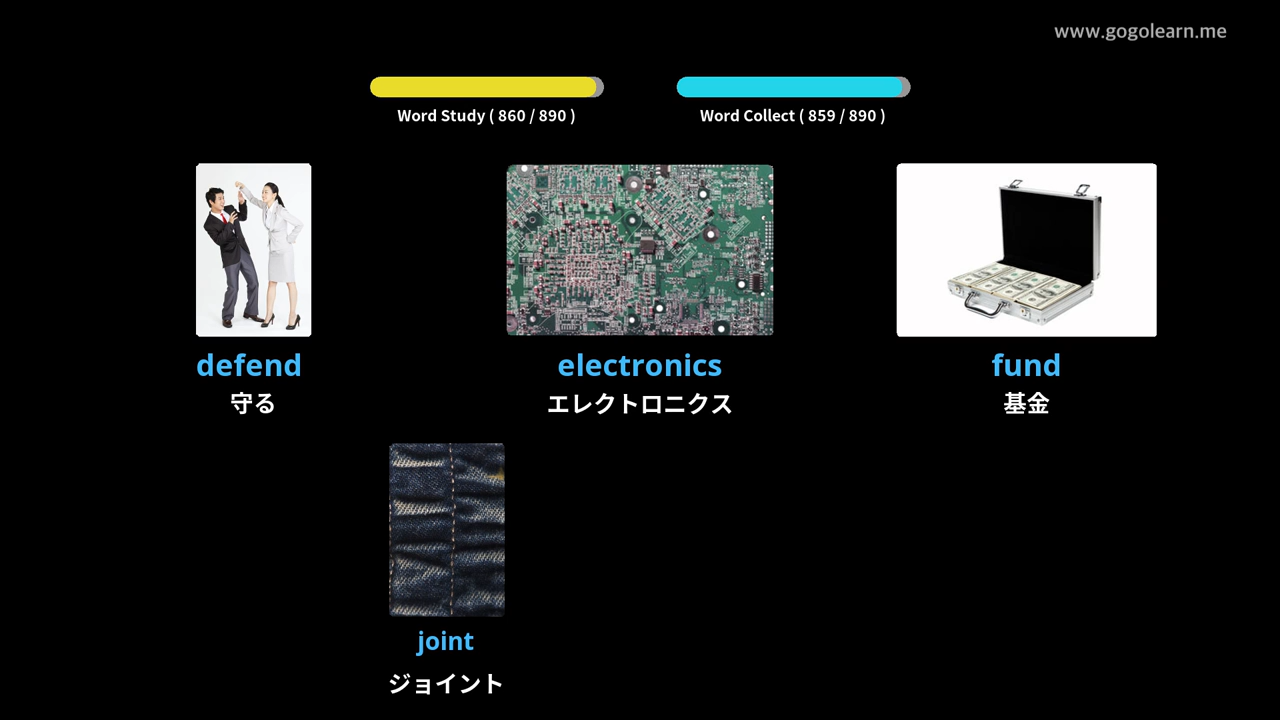 www.gogolearn.me
Word Study ( 860 / 890 )
Word Collect ( 859 / 890 )
defend
守る
electronics
エレクトロニクス
fund
基金
joint
ジョイント